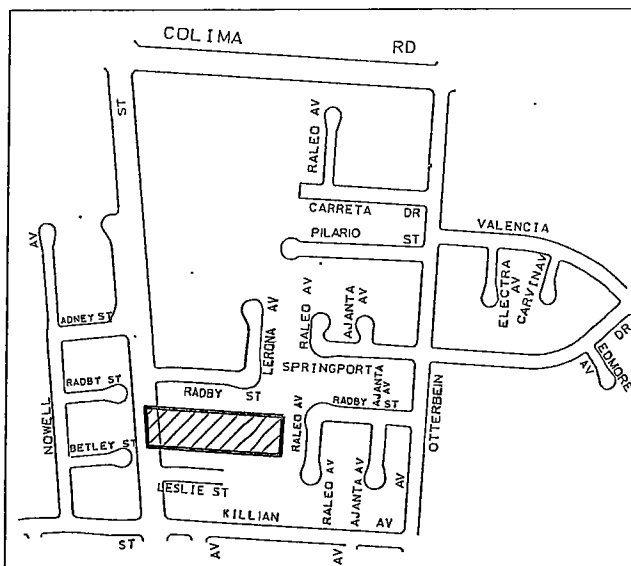 COLIMA RD
ST
RALEO AV
CARRETA DR
PILARIO ST
VALENCIA
ELECTRA AV
CARVINA AV
DR
EDMORE AV
AV
ADNEY ST
LERONA AV
RALEO AV
AJANTA AV
SPRINGPORT
RADBY ST
RADBY ST
AJANTA AV
RADBY ST
RALEO AV
OTTERBEIN
NOWELL
BETLEY ST
LESLIE ST
RALEO AV
AJANTA AV
AV
KILLIAN AV
ST
AV
AV